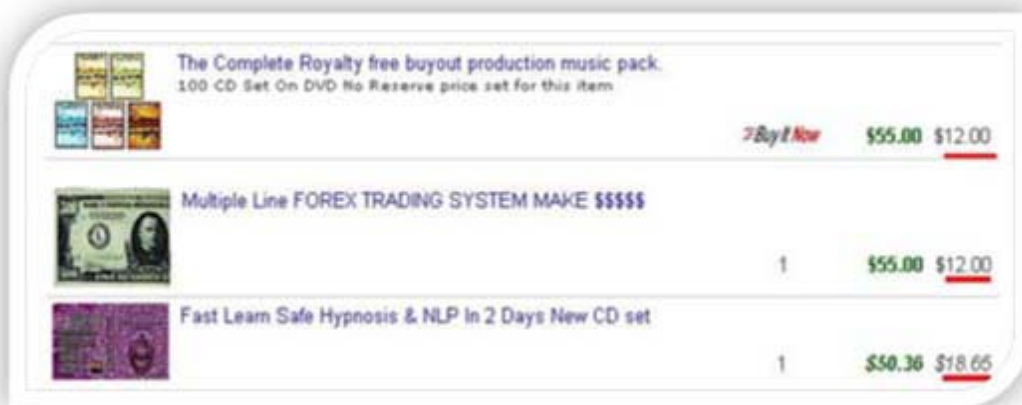 The Complete Royalty free buyout production music pack.
100 CD Set On DVD No Reserve price set for this item
Buy It Now $55.00 $12.00
Multiple Line FOREX TRADING SYSTEM MAKE $$$$$
1 $55.00 $12.00
Fast Learn Safe Hypnosis & NLP In 2 Days New CD set
1 $50.36 $18.65